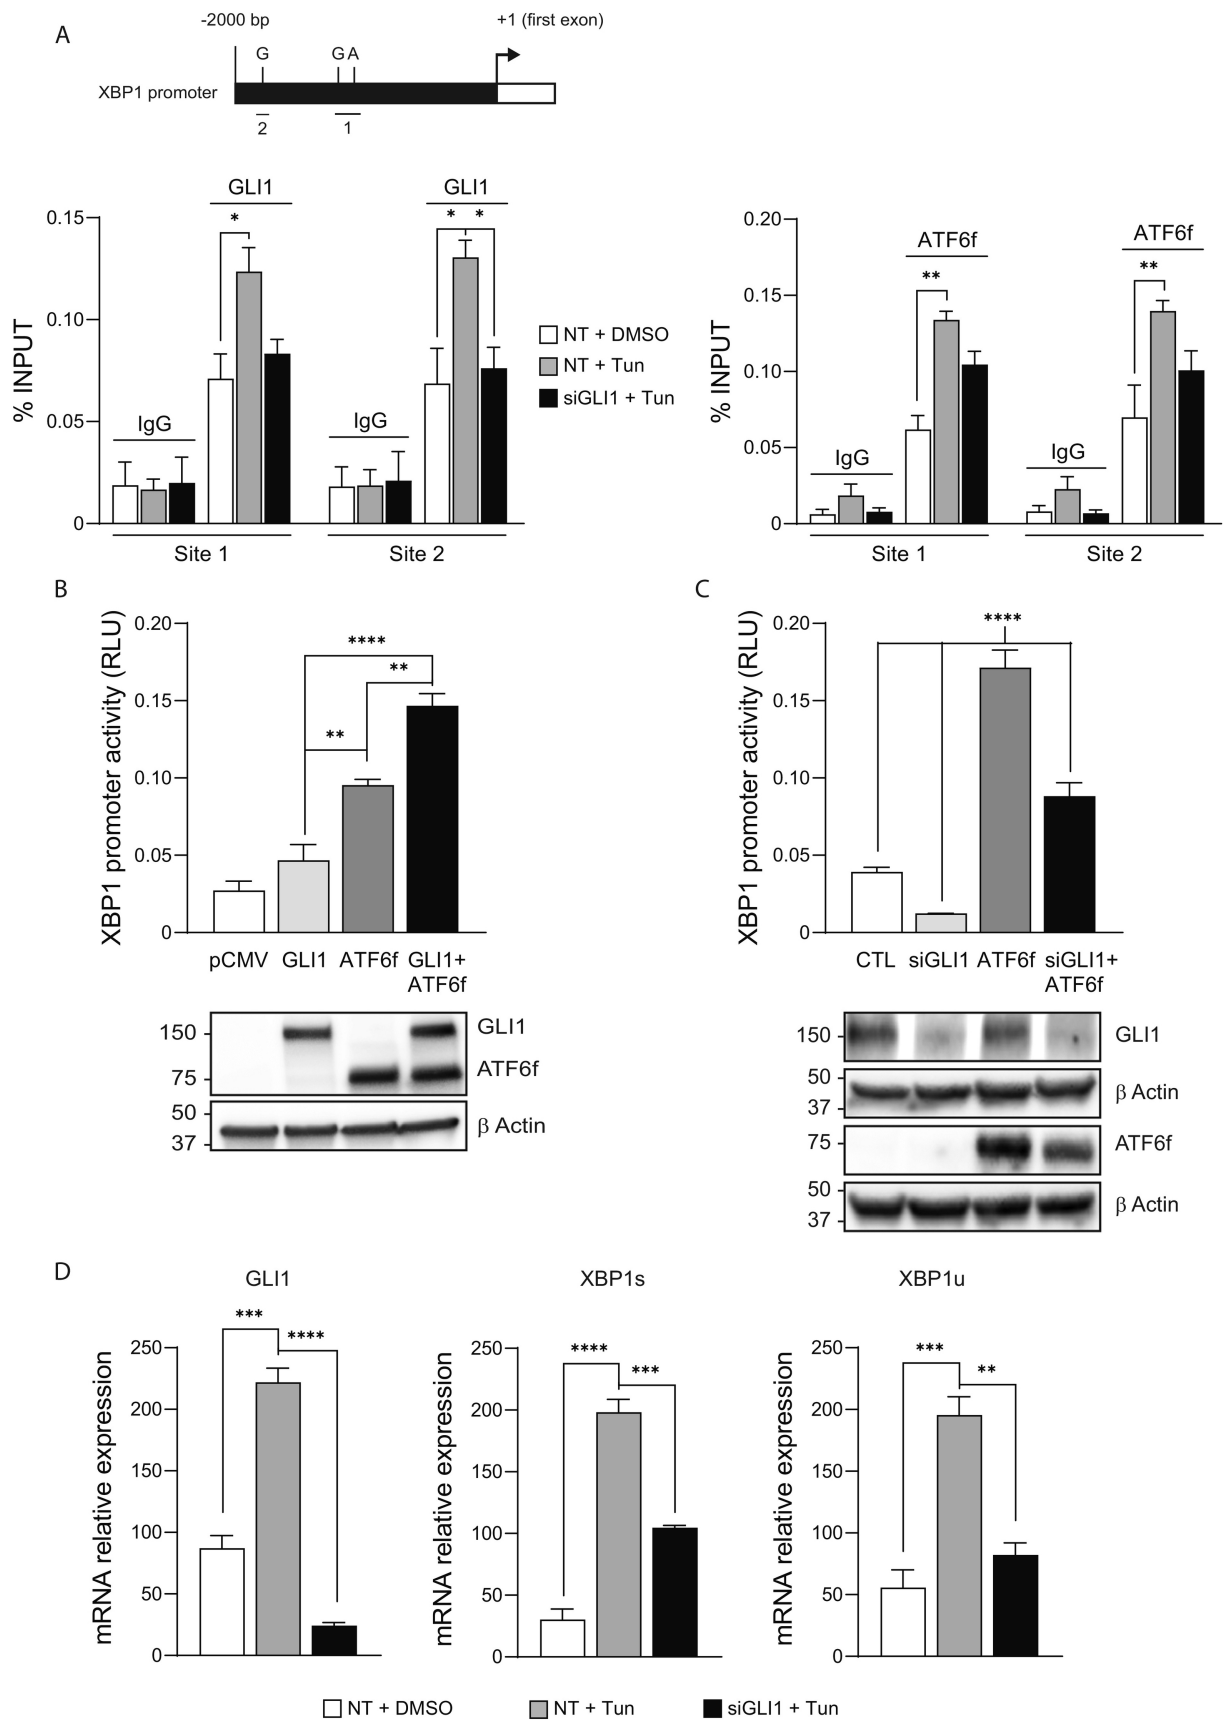 A
-2000 bp
+1 (first exon)
G
G A
XBP1 promoter
2
1
GLI1
GLI1
*
* *
0.15
0.10
0.05
0
% INPUT
IgG
IgG
Site 1
Site 2
NT + DMSO
NT + Tun
siGLI1 + Tun
0.20
0.15
0.10
0.05
0
% INPUT
ATF6f
ATF6f
**
**
IgG
IgG
Site 1
Site 2
B
XBP1 promoter activity (RLU)
0.20
0.15
0.10
0.05
0
****
**
**
pCMV
GLI1
ATF6f
GLI1+
ATF6f
150
75
GLI1
ATF6f
50
37
β Actin
C
XBP1 promoter activity (RLU)
0.20
0.15
0.10
0.05
0
****
CTL
siGLI1
ATF6f
siGLI1+
ATF6f
150
GLI1
50
37
β Actin
75
ATF6f
50
37
β Actin
D
GLI1
mRNA relative expression
250
200
150
100
50
0
***
****
XBP1s
mRNA relative expression
250
200
150
100
50
0
****
***
XBP1u
mRNA relative expression
250
200
150
100
50
0
***
**
NT + DMSO
NT + Tun
siGLI1 + Tun